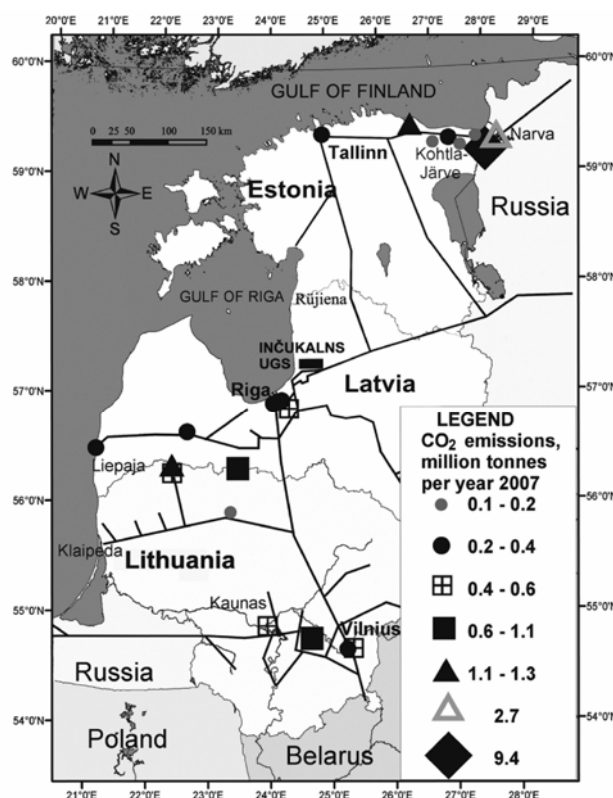 20°0'E 21°0'E 22°0'E 23°0'E 24°0'E 25°0'E 26°0'E 27°0'E 28°0'E 29°0'E
60°0'N
60°0'N
GULF OF FINLAND
0 25 50 100 150 km
Narva
Tallinn
Kohtla-
Järve
59°0'N
59°0'N
N
W E
S
Estonia
Russia
58°0'N
58°0'N
GULF OF RIGA
Rūjiena
INČUKALNS
UGS
57°0'N
57°0'N
Riga
Latvia
Liepaja
56°0'N
56°0'N
Klaipeda
Lithuania
55°0'N
55°0'N
Kaunas
Vilnius
Russia
54°0'N
54°0'N
Poland
Belarus
LEGEND
CO₂ emissions,
million tonnes
per year 2007
0.1 - 0.2
0.2 - 0.4
0.4 - 0.6
0.6 - 1.1
1.1 - 1.3
2.7
9.4
21°0'E 22°0'E 23°0'E 24°0'E 25°0'E 26°0'E 27°0'E 28°0'E